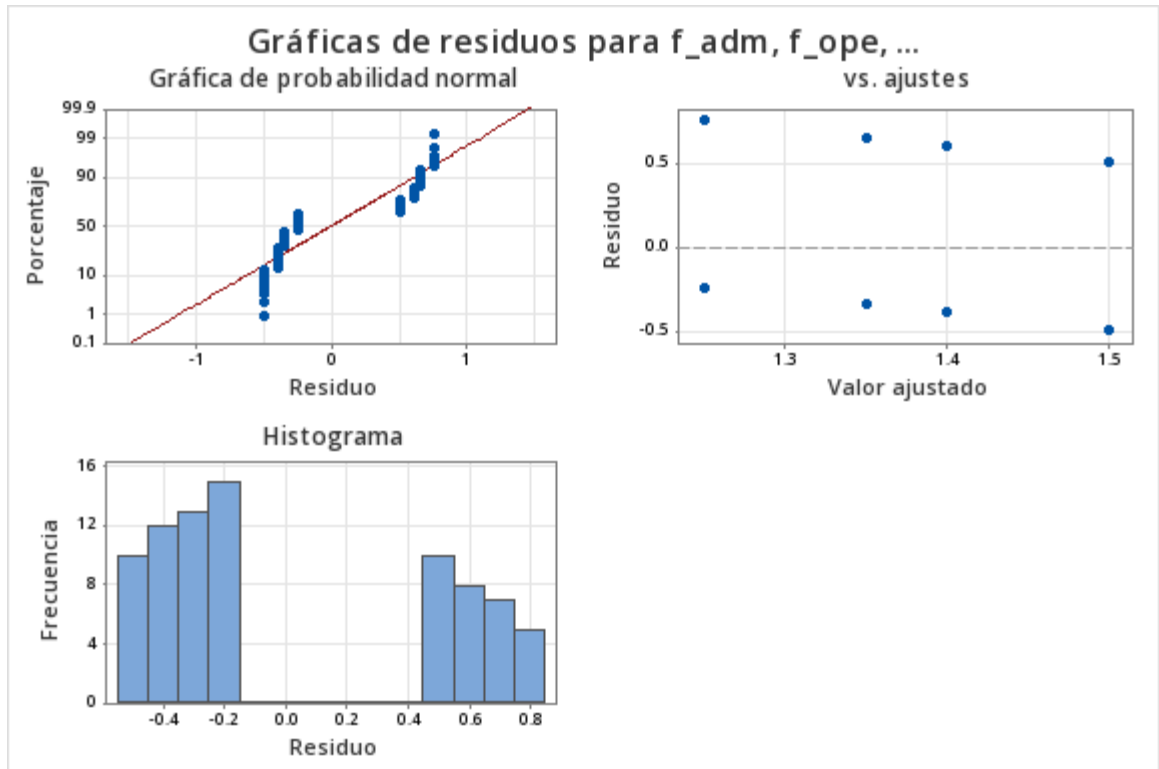 Gráficas de residuos para f_adm, f_ope, ...
Gráfica de probabilidad normal
99.9
99
90
50
10
1
0.1
Porcentaje
-1
0
1
Residuo
vs. ajustes
0.5
0.0
-0.5
Residuo
1.3
1.4
1.5
Valor ajustado
Histograma
16
12
8
4
0
Frecuencia
-0.4
-0.2
0.0
0.2
0.4
0.6
0.8
Residuo